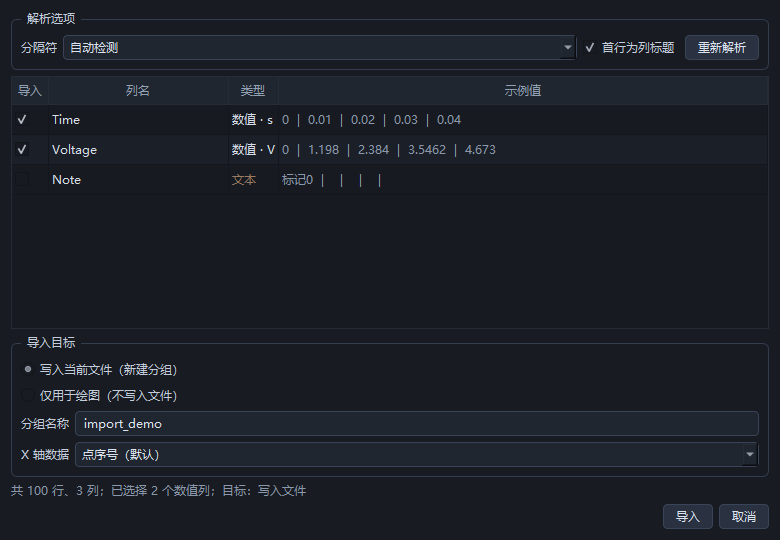 解析选项
分隔符 自动检测 首行为列标题 重新解析
导入 列名 类型 示例值
Time 数值 · s 0 | 0.01 | 0.02 | 0.03 | 0.04
Voltage 数值 · V 0 | 1.198 | 2.384 | 3.5462 | 4.673
Note 文本 标记0 | | | |
导入目标
写入当前文件（新建分组）
仅用于绘图（不写入文件）
分组名称 import_demo
X 轴数据 点序号（默认）
共 100 行、3 列；已选择 2 个数值列；目标：写入文件
导入 取消